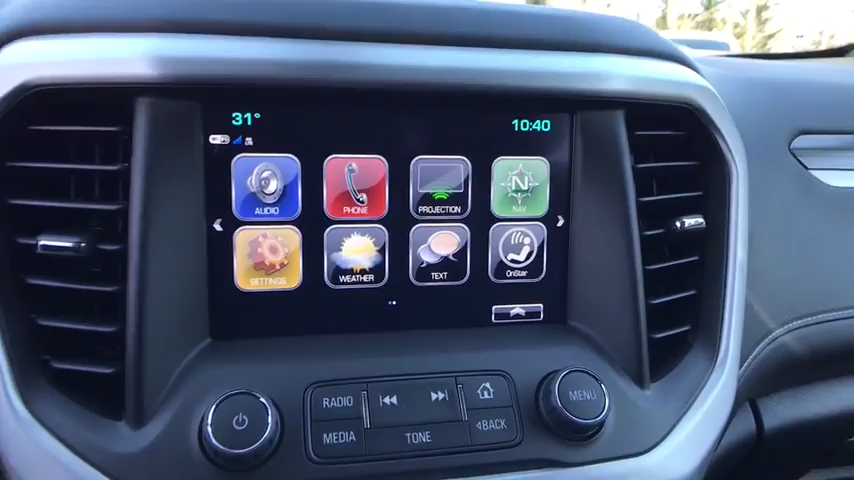 31°
10:40
AUDIO
PHONE
PROJECTION
N
NAV
SETTINGS
WEATHER
TEXT
OnStar
RADIO
MENU
MEDIA
TONE
BACK